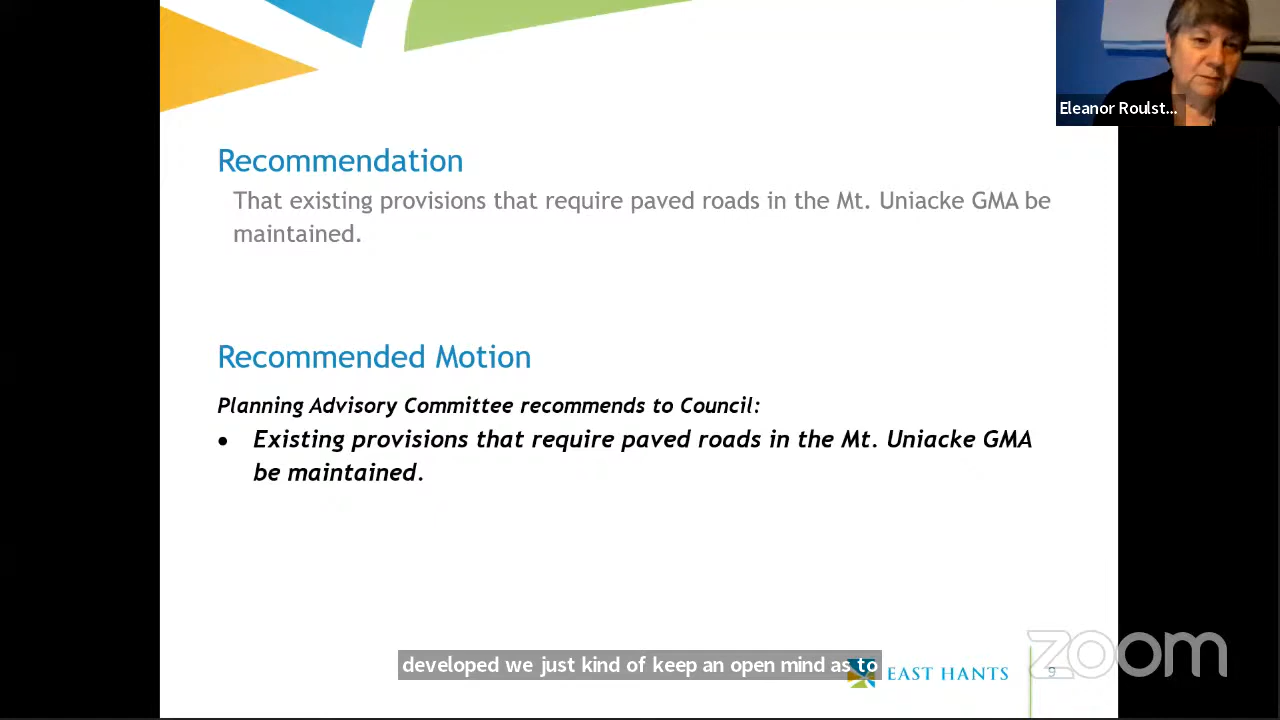 Eleanor Roulst...
Recommendation
That existing provisions that require paved roads in the Mt. Uniacke GMA be
maintained.
Recommended Motion
Planning Advisory Committee recommends to Council:
• Existing provisions that require paved roads in the Mt. Uniacke GMA
be maintained.
developed we just kind of keep an open mind as to
EAST HANTS
9
zoom